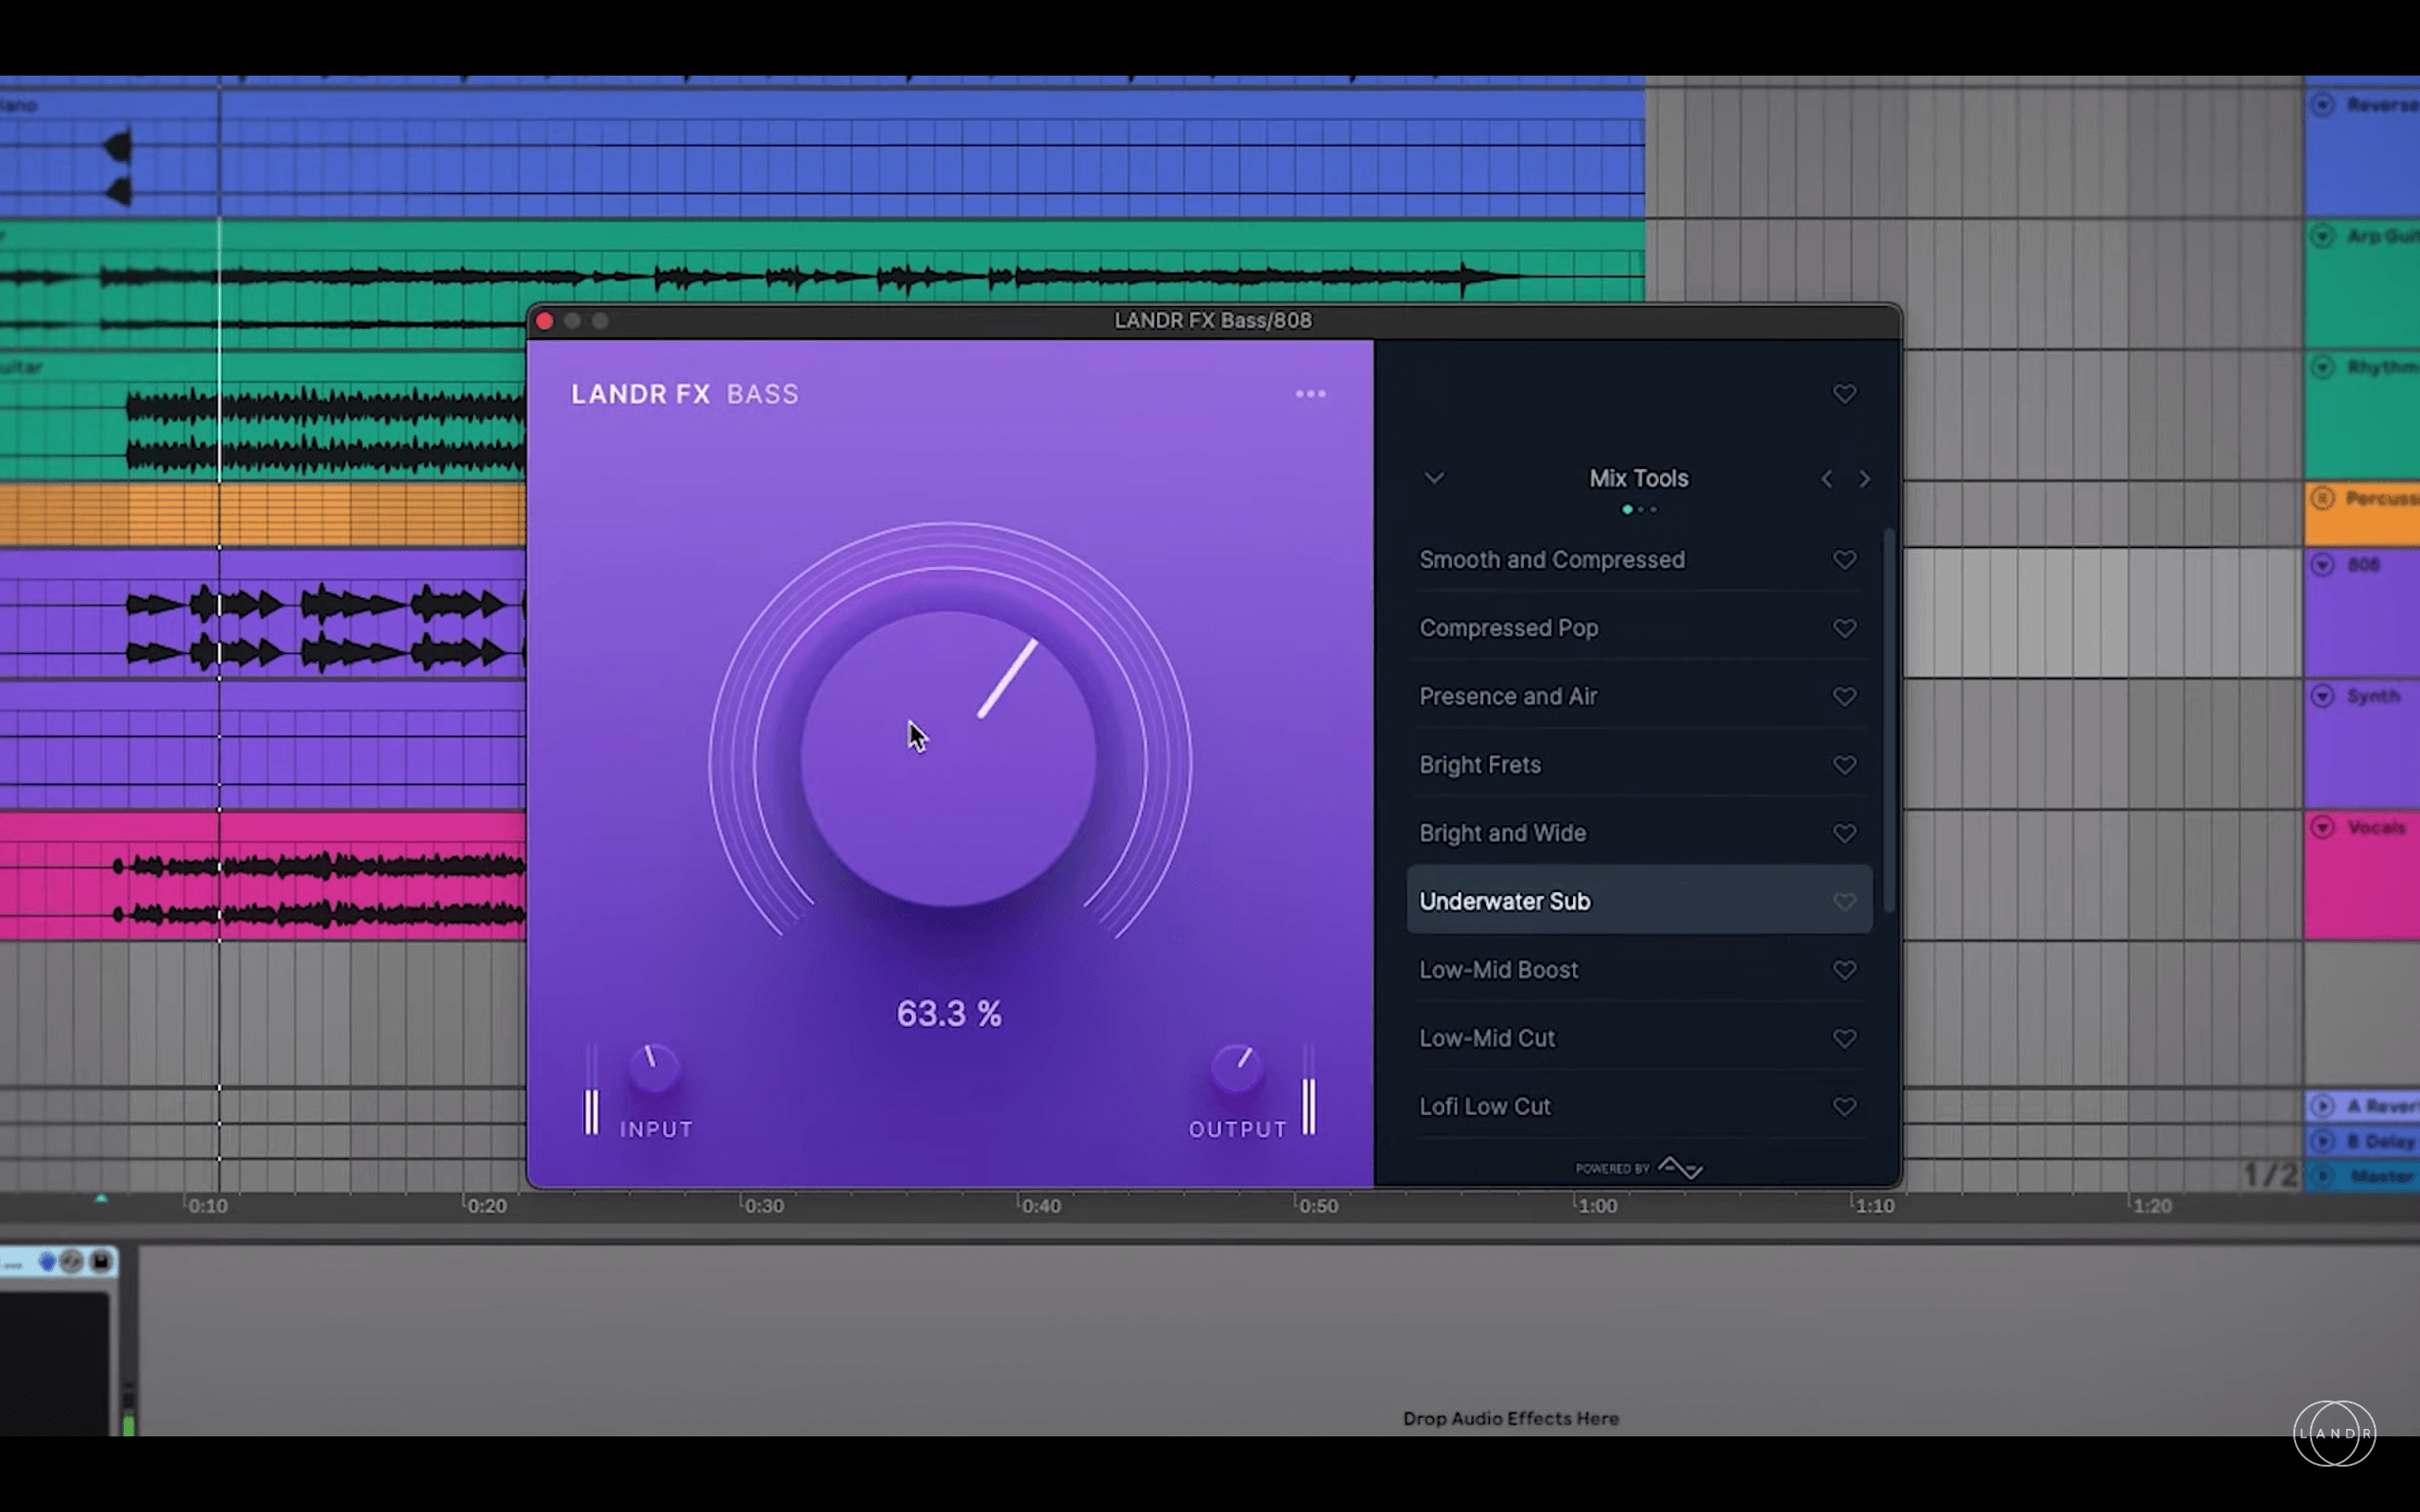 iano
Reverse
r
Arp Guit
LANDR FX Bass/808
uitar
Rhythm
LANDR FX BASS
Mix Tools
Percussi
Smooth and Compressed
808
Compressed Pop
Presence and Air
Synth
Bright Frets
Bright and Wide
Vocals
Underwater Sub
Low-Mid Boost
Low-Mid Cut
Lofi Low Cut
63.3 %
INPUT
OUTPUT
POWERED BY
A Rever
B Delay
1/2
Master
0:10 0:20 0:30 0:40 0:50 1:00 1:10 1:20
...
Drop Audio Effects Here
LANDR